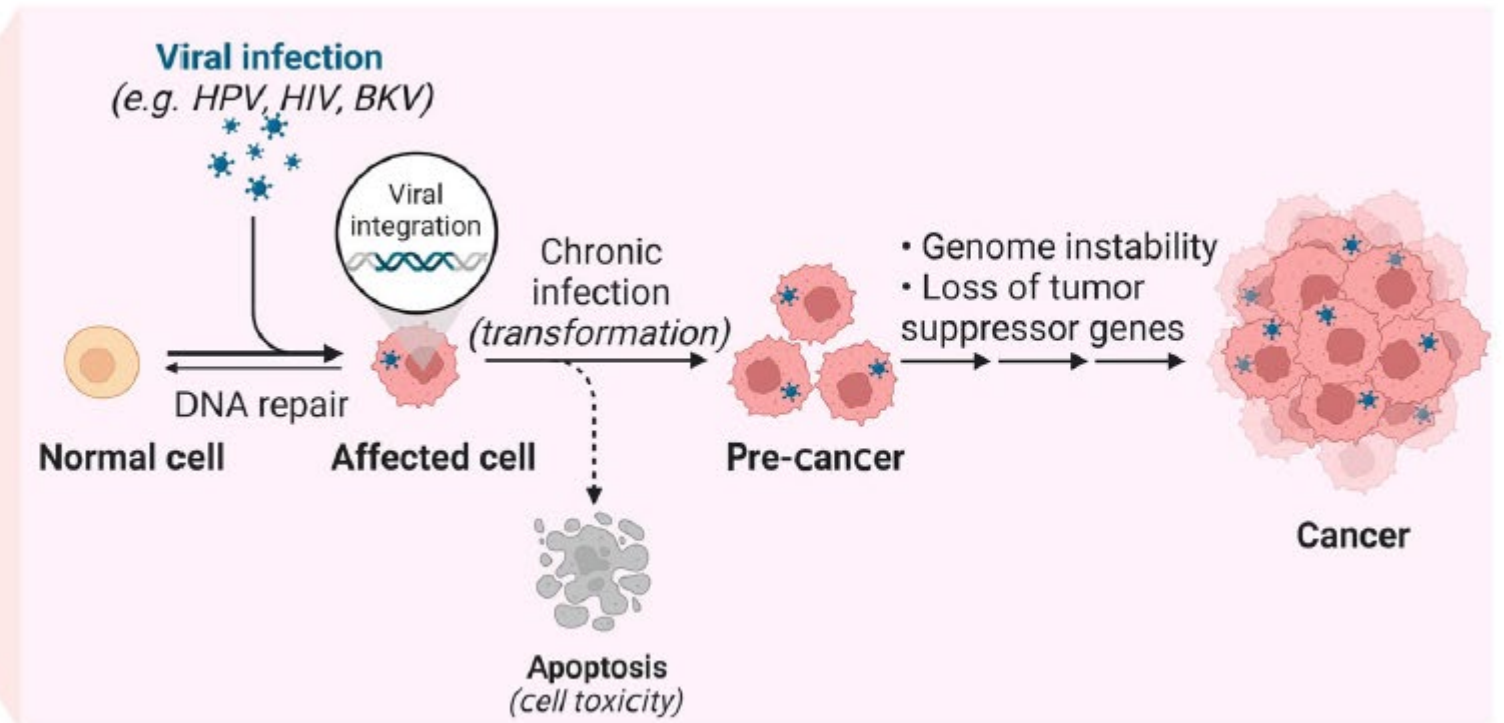 Viral infection
(e.g. HPV, HIV, BKV)
Viral
integration
Chronic
infection
(transformation)
• Genome instability
• Loss of tumor
suppressor genes
DNA repair
Normal cell
Affected cell
Pre-cancer
Cancer
Apoptosis
(cell toxicity)